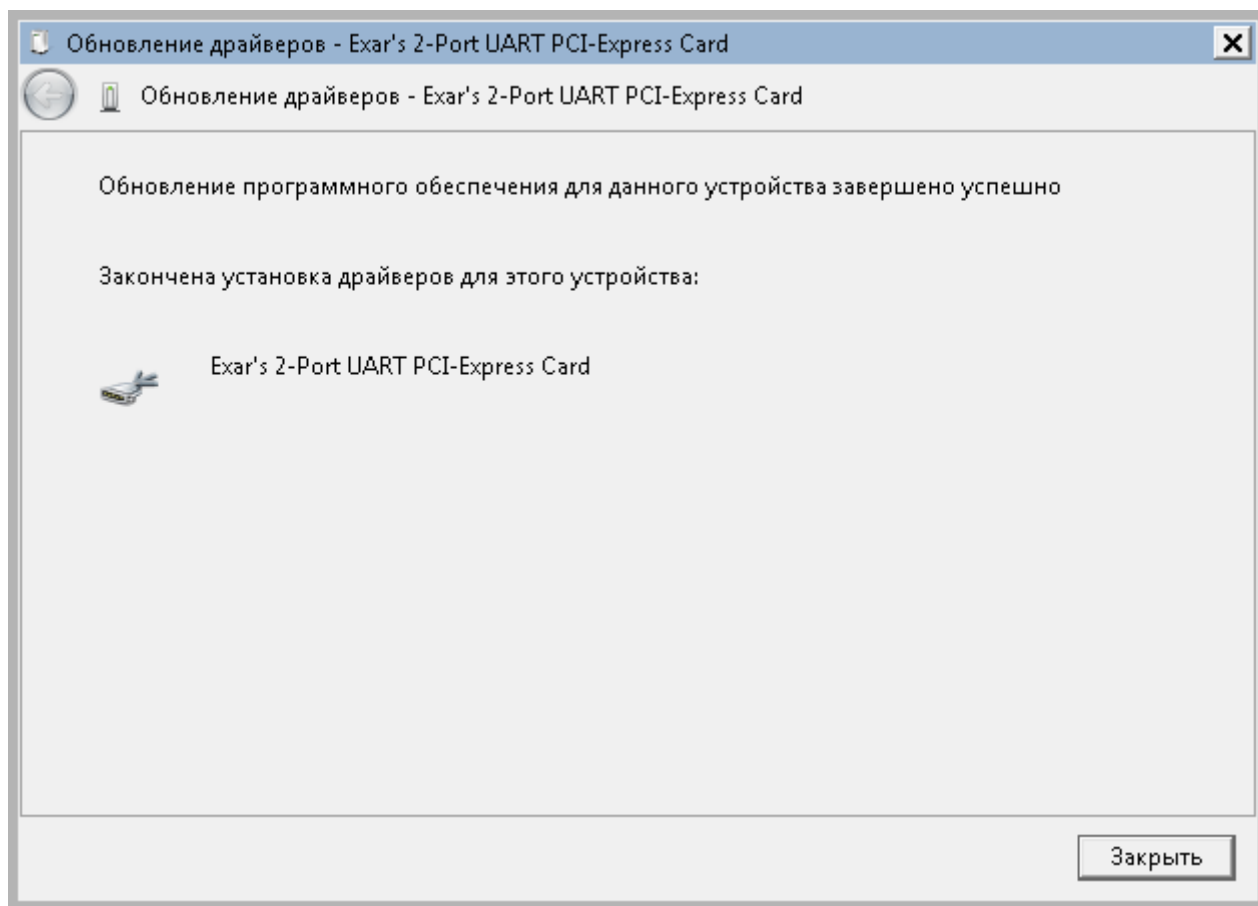 Обновление драйверов - Exar's 2-Port UART PCI-Express Card
Обновление драйверов - Exar's 2-Port UART PCI-Express Card
Обновление программного обеспечения для данного устройства завершено успешно
Закончена установка драйверов для этого устройства:
Exar's 2-Port UART PCI-Express Card
Закрыть